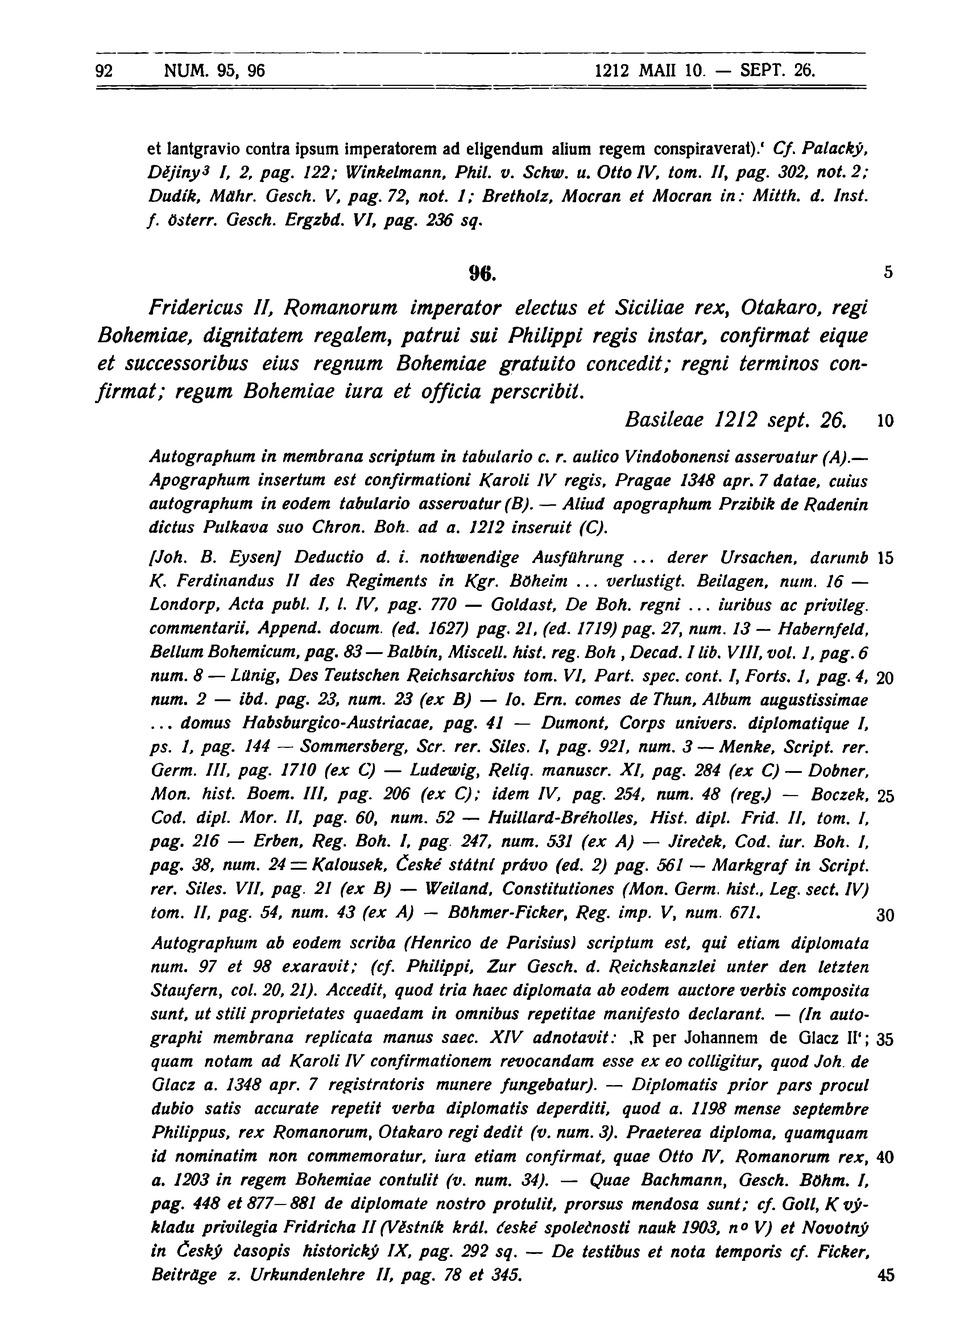 92 NUM. 95, 96 1212 MAII 10. — SEPT. 26.
et lantgravio contra ipsum imperatorem ad eligendum alium regem conspiraverat).‘ Cf. Palacký,
Dějiny³ I, 2, pag. 122; Winkelmann, Phil. v. Schw. u. Otto IV, tom. II, pag. 302, not. 2;
Dudík, Mähr. Gesch. V, pag. 72, not. 1; Bretholz, Mocran et Mocran in: Mitth. d. Inst.
f. österr. Gesch. Ergzbd. VI, pag. 236 sq.
96. 5
Fridericus II, Romanorum imperator electus et Siciliae rex, Otakaro, regi
Bohemiae, dignitatem regalem, patrui sui Philippi regis instar, confirmat eique
et successoribus eius regnum Bohemiae gratuito concedit; regni terminos con-
firmat; regum Bohemiae iura et officia perscribit.
Basileae 1212 sept. 26. 10
Autographum in membrana scriptum in tabulario c. r. aulico Vindobonensi asservatur (A).—
Apographum insertum est confirmationi Karoli IV regis, Pragae 1348 apr. 7 datae, cuius
autographum in eodem tabulario asservatur (B). — Aliud apographum Przibik de Radenin
dictus Pulkava suo Chron. Boh. ad a. 1212 inseruit (C).
[Joh. B. Eysen] Deductio d. i. nothwendige Ausführung ... derer Ursachen, darumb 15
K. Ferdinandus II des Regiments in Kgr. Böheim ... verlustigt. Beilagen, num. 16 —
Londorp, Acta publ. I, l. IV, pag. 770 — Goldast, De Boh. regni ... iuribus ac privileg.
commentarii, Append. docum. (ed. 1627) pag. 21, (ed. 1719) pag. 27, num. 13 — Habernfeld,
Bellum Bohemicum, pag. 83 — Balbín, Miscell. hist. reg. Boh , Decad. I lib. VIII, vol. 1, pag. 6
num. 8 — Lünig, Des Teutschen Reichsarchivs tom. VI, Part. spec. cont. I, Forts. 1, pag. 4, 20
num. 2 — ibd. pag. 23, num. 23 (ex B) — Io. Ern. comes de Thun, Album augustissimae
... domus Habsburgico-Austriacae, pag. 41 — Dumont, Corps univers. diplomatique I,
ps. 1, pag. 144 — Sommersberg, Scr. rer. Siles. I, pag. 921, num. 3 — Menke, Script. rer.
Germ. III, pag. 1710 (ex C) — Ludewig, Reliq. manuscr. XI, pag. 284 (ex C) — Dobner,
Mon. hist. Boem. III, pag. 206 (ex C); idem IV, pag. 254, num. 48 (reg.) — Boczek, 25
Cod. dipl. Mor. II, pag. 60, num. 52 — Huillard-Bréholles, Hist. dipl. Frid. II, tom. I,
pag. 216 — Erben, Reg. Boh. I, pag. 247, num. 531 (ex A) — Jireček, Cod. iur. Boh. I,
pag. 38, num. 24 = Kalousek, České státní právo (ed. 2) pag. 561 — Markgraf in Script.
rer. Siles. VII, pag. 21 (ex B) — Weiland, Constitutiones (Mon. Germ. hist., Leg. sect. IV)
tom. II, pag. 54, num. 43 (ex A) — Böhmer-Ficker, Reg. imp. V, num. 671. 30
Autographum ab eodem scriba (Henrico de Parisius) scriptum est, qui etiam diplomata
num. 97 et 98 exaravit; (cf. Philippi, Zur Gesch. d. Reichskanzlei unter den letzten
Staufern, col. 20, 21). Accedit, quod tria haec diplomata ab eodem auctore verbis composita
sunt, ut stili proprietates quaedam in omnibus repetitae manifesto declarant. — (In auto-
graphi membrana replicata manus saec. XIV adnotavit: ‚R per Johannem de Glacz II‘; 35
quam notam ad Karoli IV confirmationem revocandam esse ex eo colligitur, quod Joh. de
Glacz a. 1348 apr. 7 registratoris munere fungebatur). — Diplomatis prior pars procul
dubio satis accurate repetit verba diplomatis deperditi, quod a. 1198 mense septembre
Philippus, rex Romanorum, Otakaro regi dedit (v. num. 3). Praeterea diploma, quamquam
id nominatim non commemoratur, iura etiam confirmat, quae Otto IV, Romanorum rex, 40
a. 1203 in regem Bohemiae contulit (v. num. 34). — Quae Bachmann, Gesch. Böhm. I,
pag. 448 et 877—881 de diplomate nostro protulit, prorsus mendosa sunt; cf. Goll, K vý-
kladu privilegia Fridricha II (Věstník král. české společnosti nauk 1903, nº V) et Novotný
in Český časopis historický IX, pag. 292 sq. — De testibus et nota temporis cf. Ficker,
Beiträge z. Urkundenlehre II, pag. 78 et 345. 45